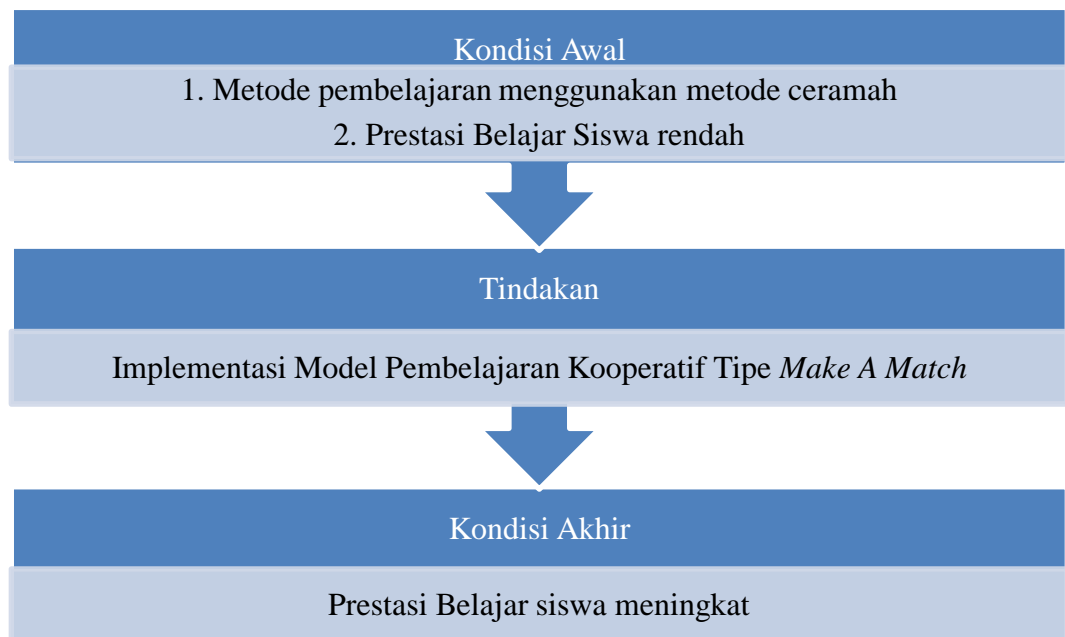 Kondisi Awal
1. Metode pembelajaran menggunakan metode ceramah
2. Prestasi Belajar Siswa rendah
Tindakan
Implementasi Model Pembelajaran Kooperatif Tipe Make A Match
Kondisi Akhir
Prestasi Belajar siswa meningkat